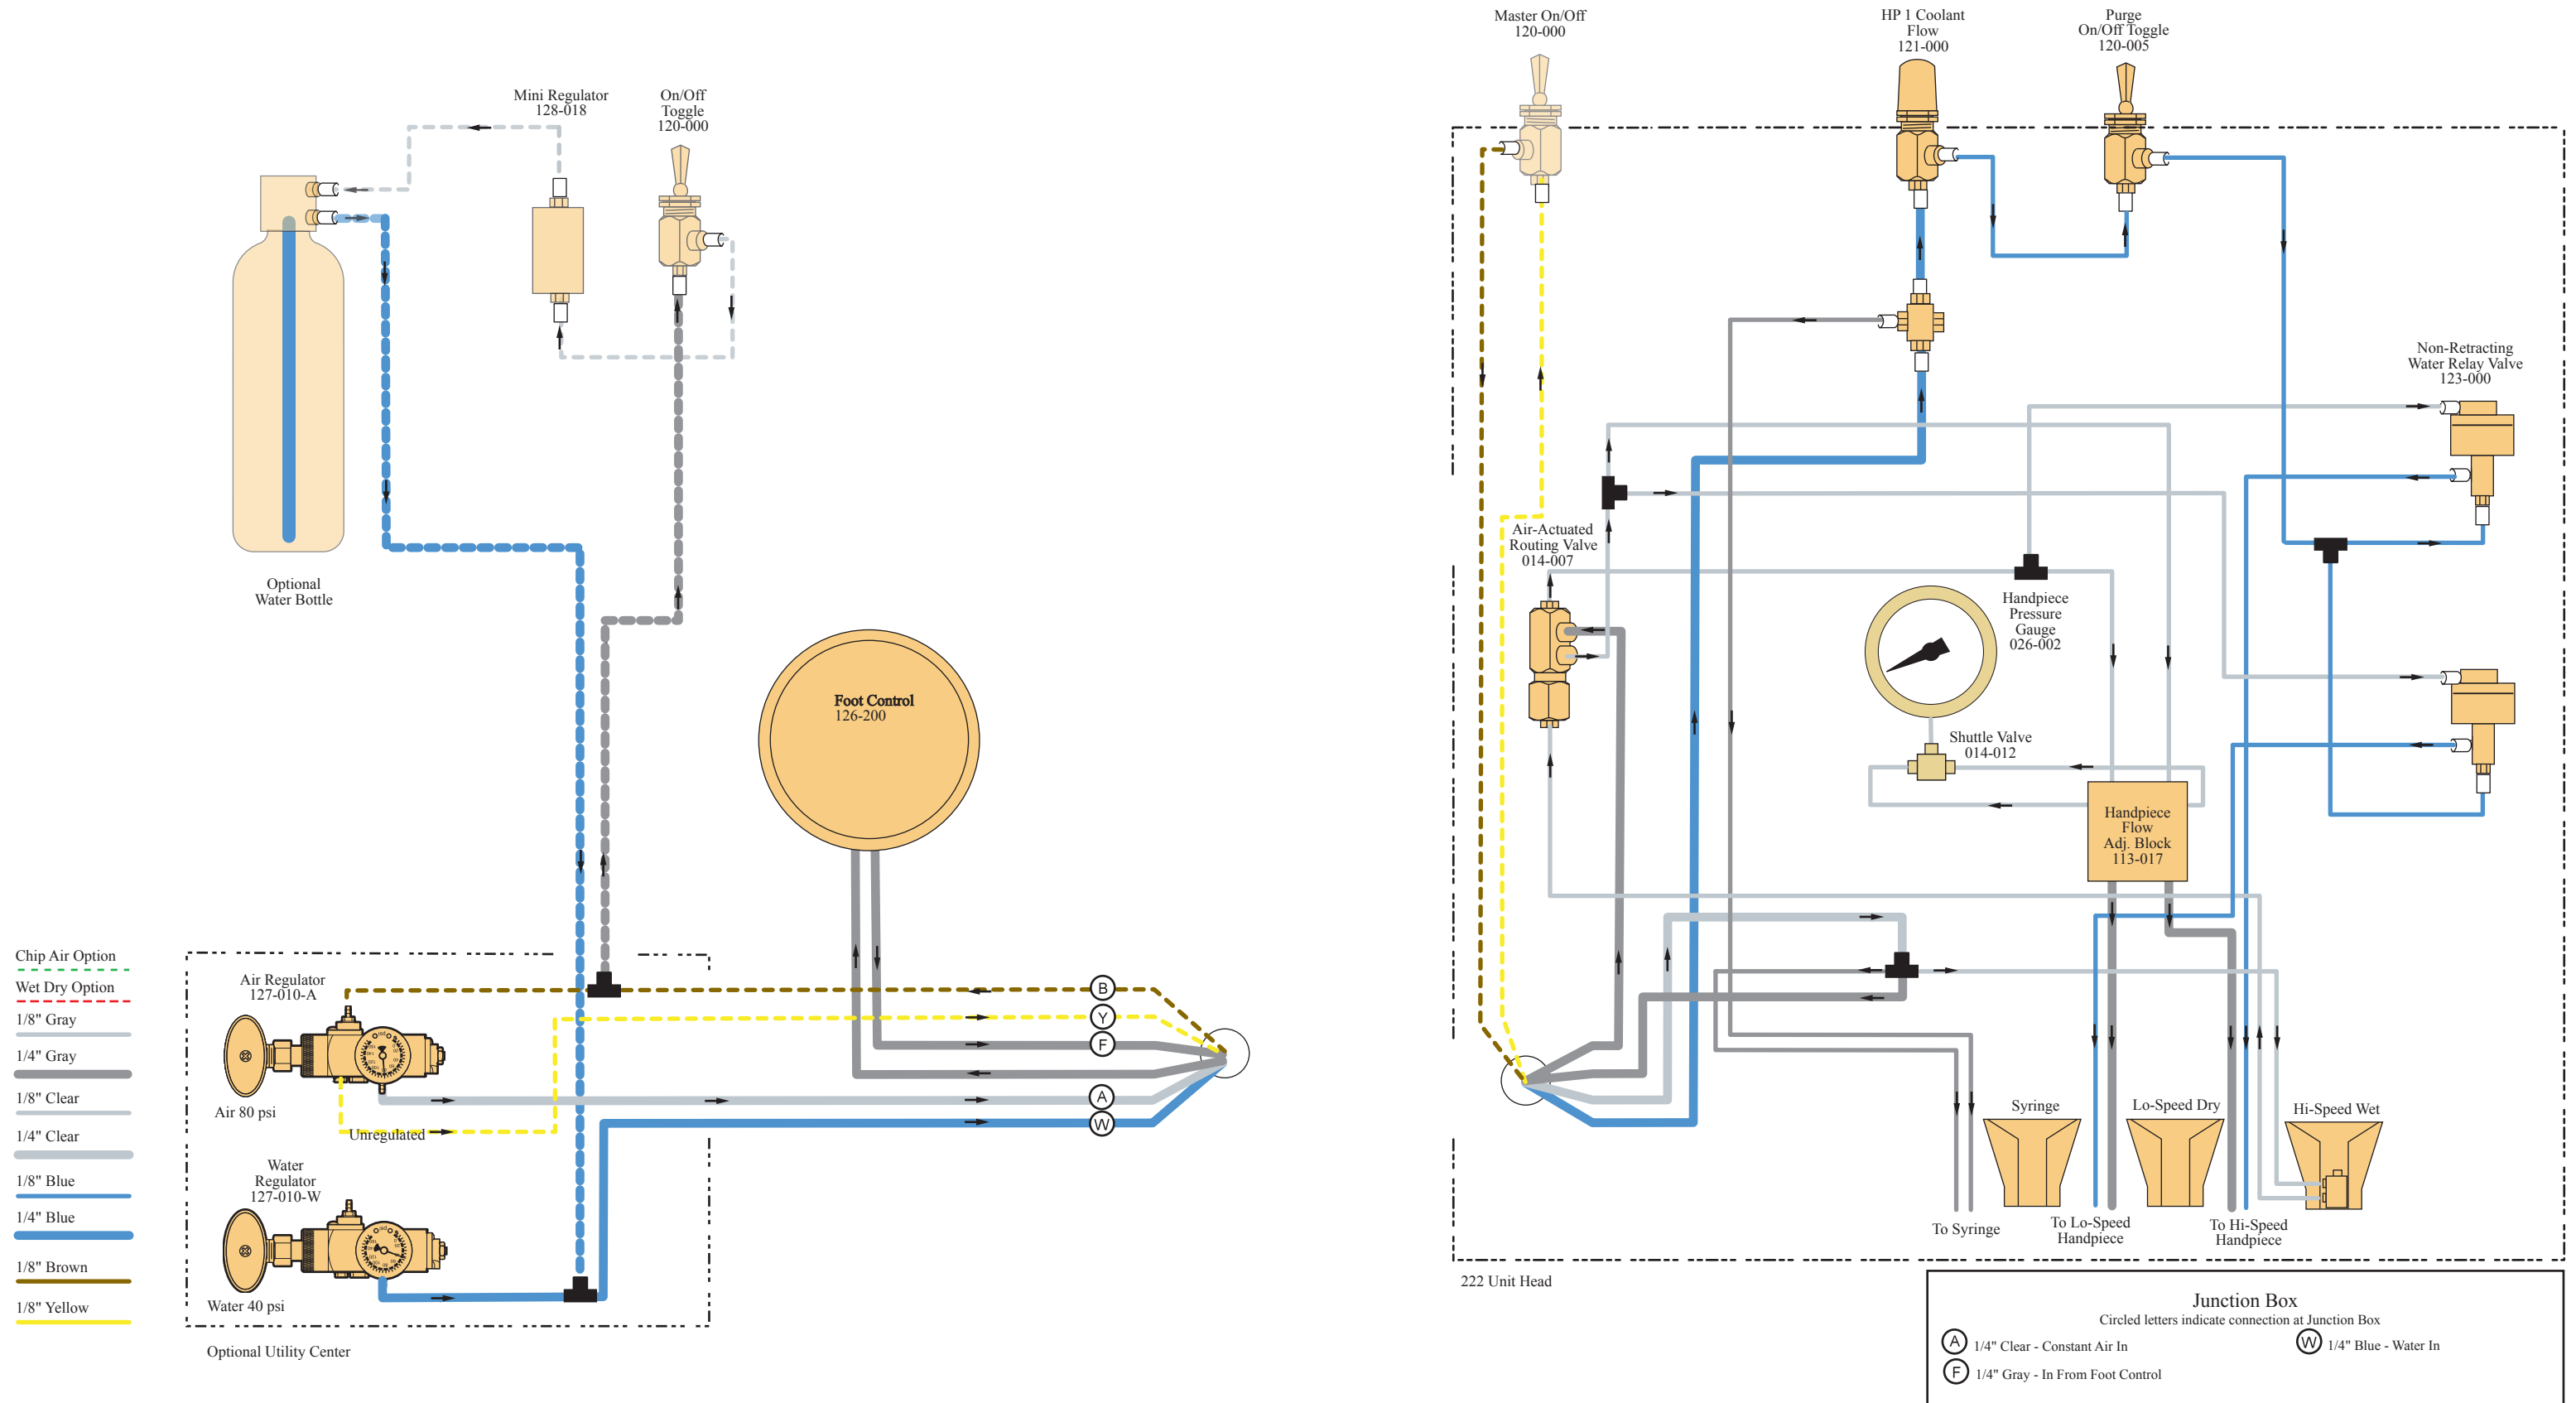 Master On/Off
120-000
HP 1 Coolant
Flow
121-000
Purge
On/Off Toggle
120-005
Mini Regulator
128-018
On/Off
Toggle
120-000
Optional
Water Bottle
Foot Control
126-200
Non-Retracting
Water Relay Valve
123-000
Air-Actuated
Routing Valve
014-007
Handpiece
Pressure
Gauge
026-002
Shuttle Valve
014-012
Handpiece
Flow
Adj. Block
113-017
Chip Air Option
Wet Dry Option
1/8" Gray
1/4" Gray
1/8" Clear
1/4" Clear
1/8" Blue
1/4" Blue
1/8" Brown
1/8" Yellow
Air Regulator
127-010-A
Air 80 psi
Unregulated
Water
Regulator
127-010-W
Water 40 psi
Optional Utility Center
B
Y
F
A
W
Syringe
Lo-Speed Dry
Hi-Speed Wet
To Syringe
To Lo-Speed
Handpiece
To Hi-Speed
Handpiece
222 Unit Head
Junction Box
Circled letters indicate connection at Junction Box
A 1/4" Clear - Constant Air In
W 1/4" Blue - Water In
F 1/4" Gray - In From Foot Control